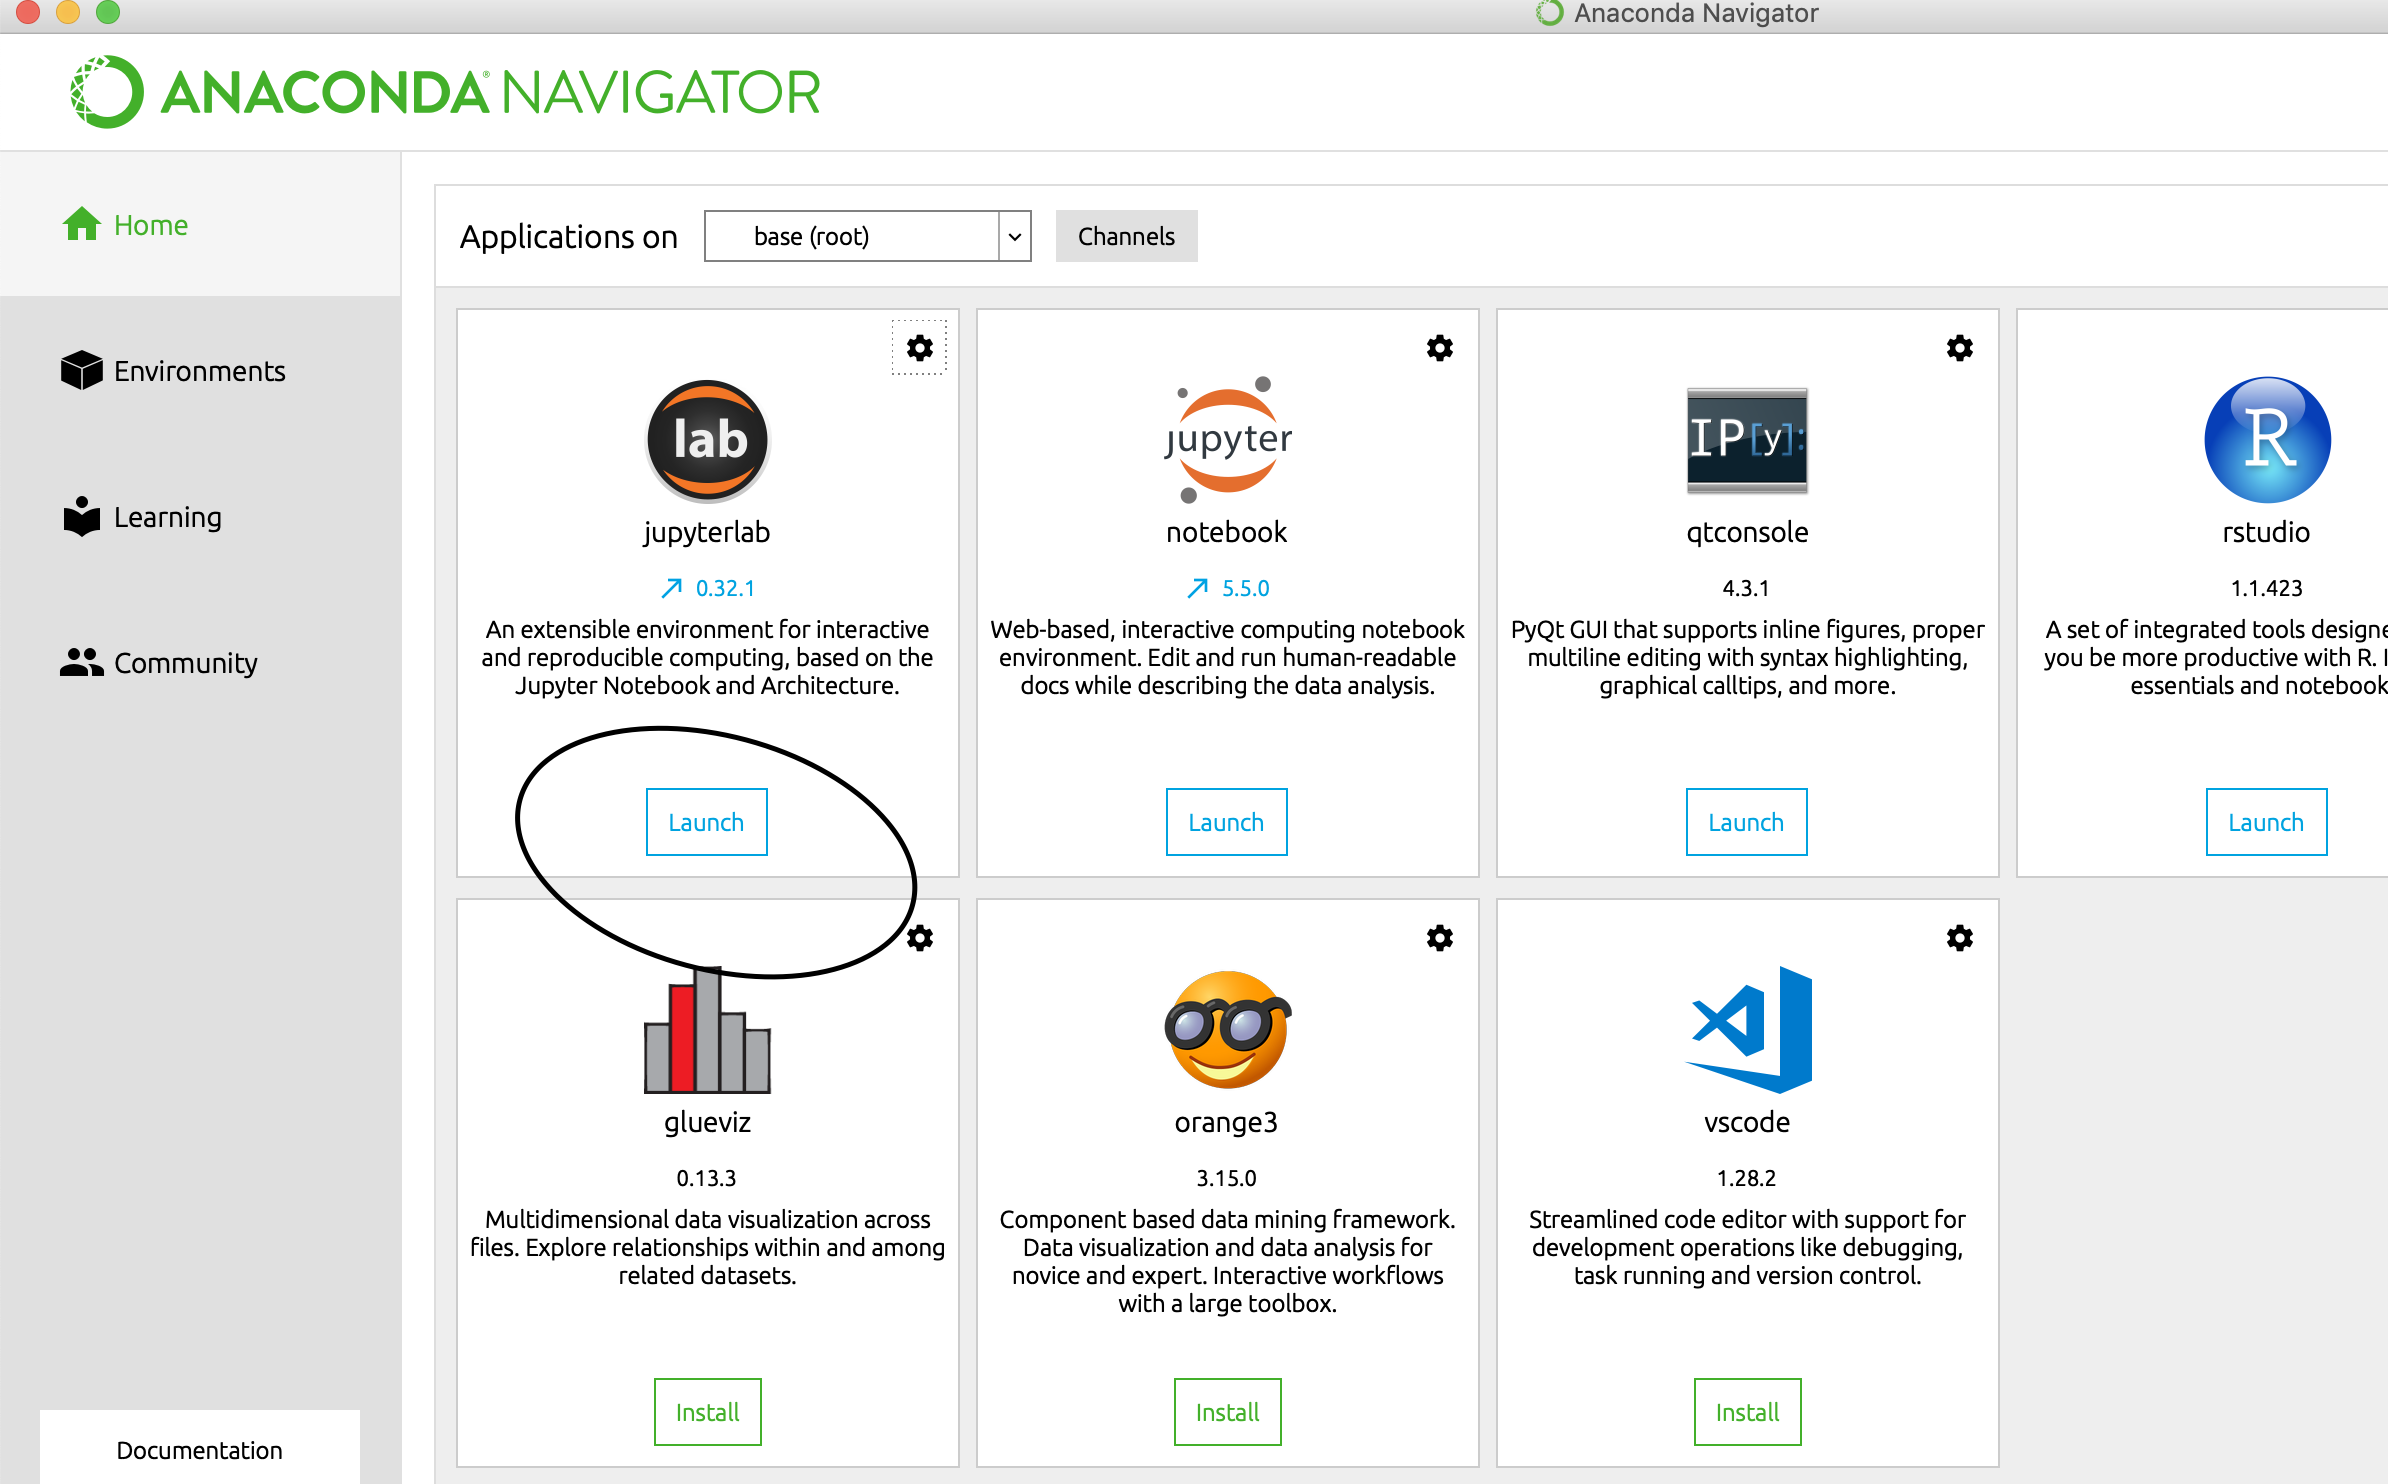 Anaconda Navigator
ANACONDA® NAVIGATOR
Home
Environments
Learning
Community
Documentation
Applications on
base (root)
Channels
lab
jupyterlab
0.32.1
An extensible environment for interactive
and reproducible computing, based on the
Jupyter Notebook and Architecture.
Launch
jupyter
notebook
5.5.0
Web-based, interactive computing notebook
environment. Edit and run human-readable
docs while describing the data analysis.
Launch
IP[y]:
qtconsole
4.3.1
PyQt GUI that supports inline figures, proper
multiline editing with syntax highlighting,
graphical calltips, and more.
Launch
R
rstudio
1.1.423
A set of integrated tools designe
you be more productive with R. I
essentials and notebook
Launch
glueviz
0.13.3
Multidimensional data visualization across
files. Explore relationships within and among
related datasets.
Install
orange3
3.15.0
Component based data mining framework.
Data visualization and data analysis for
novice and expert. Interactive workflows
with a large toolbox.
Install
vscode
1.28.2
Streamlined code editor with support for
development operations like debugging,
task running and version control.
Install